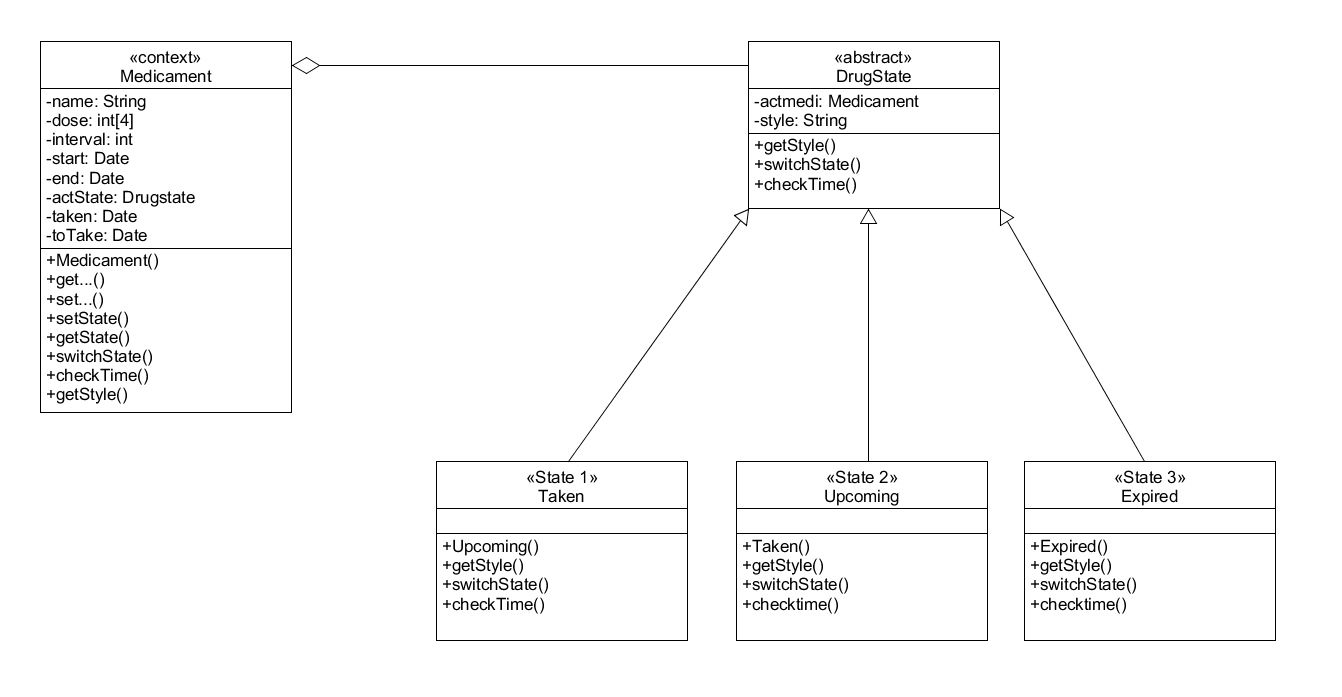 «context»
Medicament
-name: String
-dose: int[4]
-interval: int
-start: Date
-end: Date
-actState: Drugstate
-taken: Date
-toTake: Date
+Medicament()
+get...()
+set...()
+setState()
+getState()
+switchState()
+checkTime()
+getStyle()
«abstract»
DrugState
-actmedi: Medicament
-style: String
+getStyle()
+switchState()
+checkTime()
«State 1»
Taken
+Upcoming()
+getStyle()
+switchState()
+checkTime()
«State 2»
Upcoming
+Taken()
+getStyle()
+switchState()
+checktime()
«State 3»
Expired
+Expired()
+getStyle()
+switchState()
+checktime()